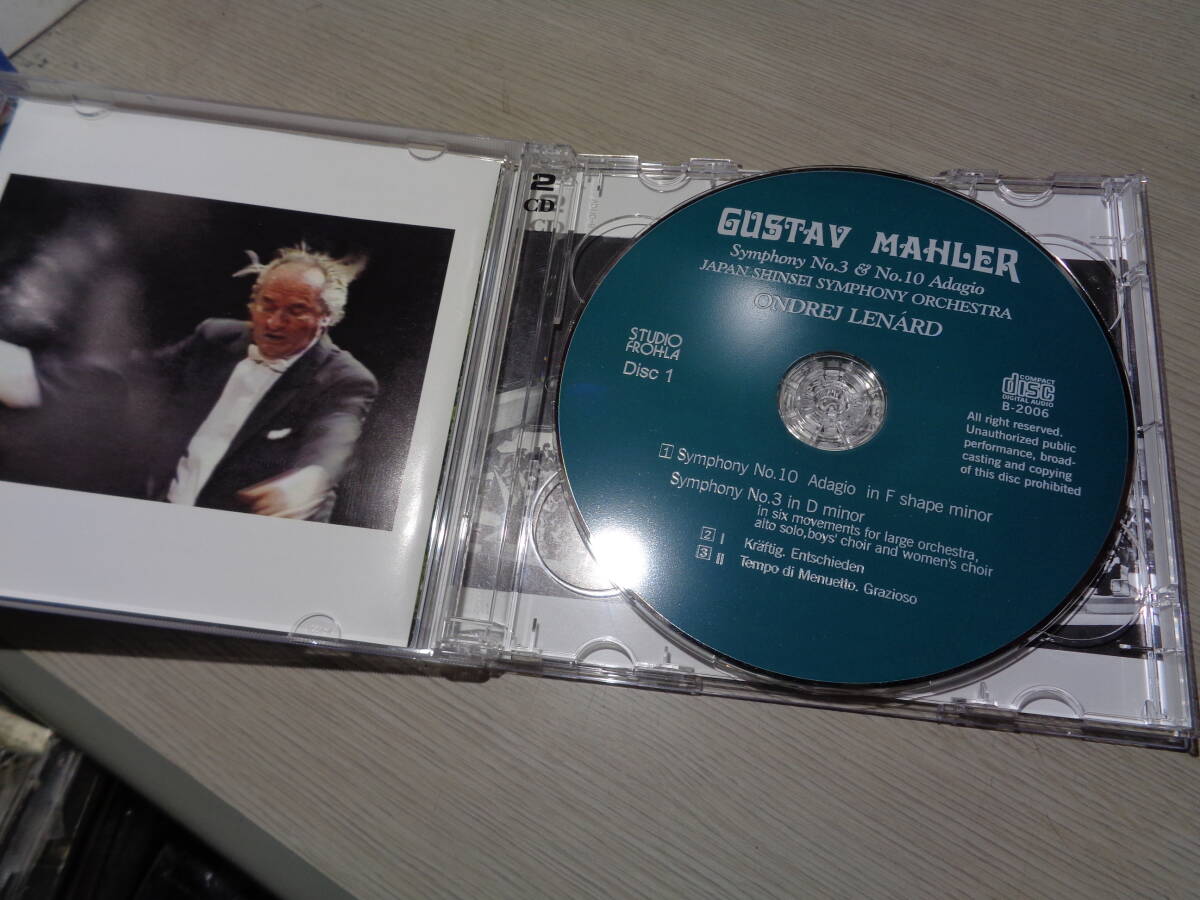 2
CD
GUSTAV MAHLER
Symphony No.3 & No.10 Adagio
JAPAN SHINSEI SYMPHONY ORCHESTRA
ONDREJ LENÁRD
STUDIO
FROHLA
Disc 1
COMPACT
disc
DIGITAL AUDIO
B-2006
All right reserved.
Unauthorized public
performance, broad-
casting and copying
of this disc prohibited
1 Symphony No.10 Adagio in F shape minor
Symphony No.3 in D minor
in six movements for large orchestra,
alto solo,boys' choir and women's choir
2 I Kräftig. Entschieden
3 II Tempo di Menuetto. Grazioso